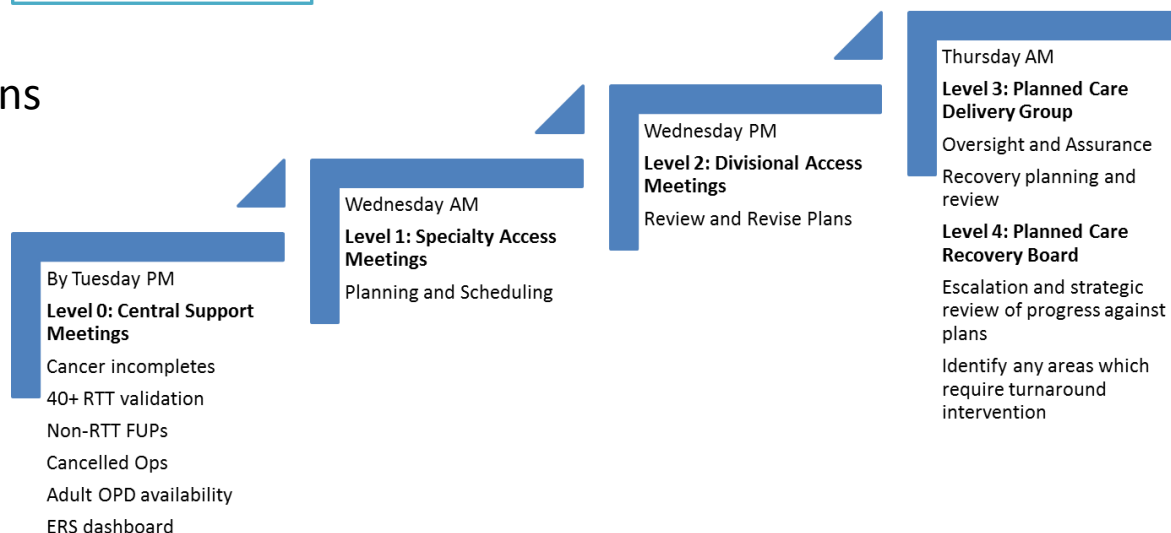 By Tuesday PM
Level 0: Central Support
Meetings
Cancer incompletes
40+ RTT validation
Non-RTT FUPs
Cancelled Ops
Adult OPD availability
ERS dashboard
Wednesday AM
Level 1: Specialty Access
Meetings
Planning and Scheduling
Wednesday PM
Level 2: Divisional Access
Meetings
Review and Revise Plans
Thursday AM
Level 3: Planned Care
Delivery Group
Oversight and Assurance
Recovery planning and
review
Level 4: Planned Care
Recovery Board
Escalation and strategic
review of progress against
plans
Identify any areas which
require turnaround
intervention